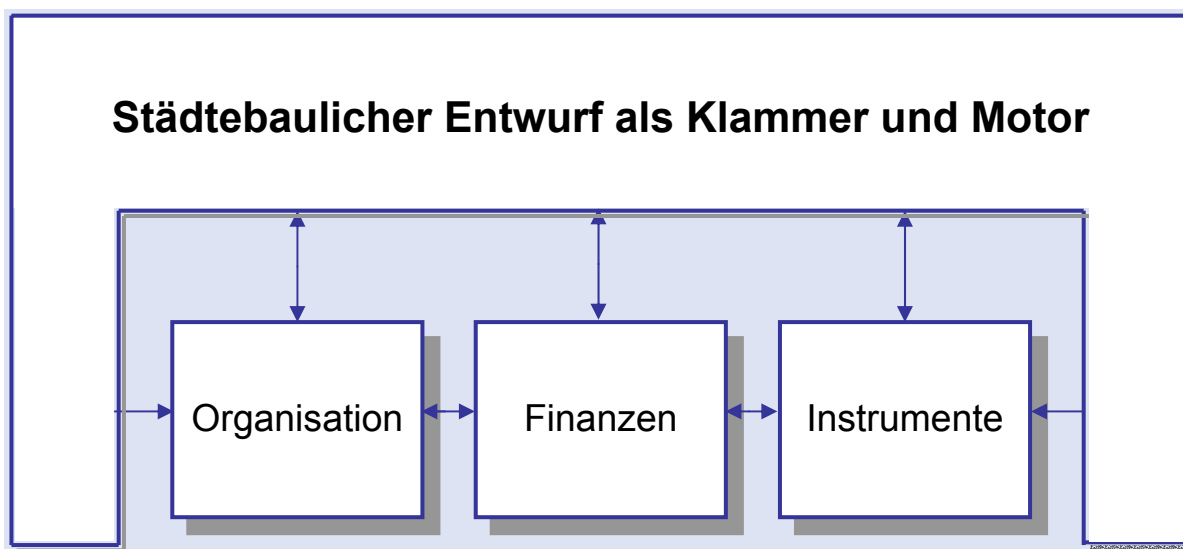 Städtebaulicher Entwurf als Klammer und Motor
Organisation
Finanzen
Instrumente